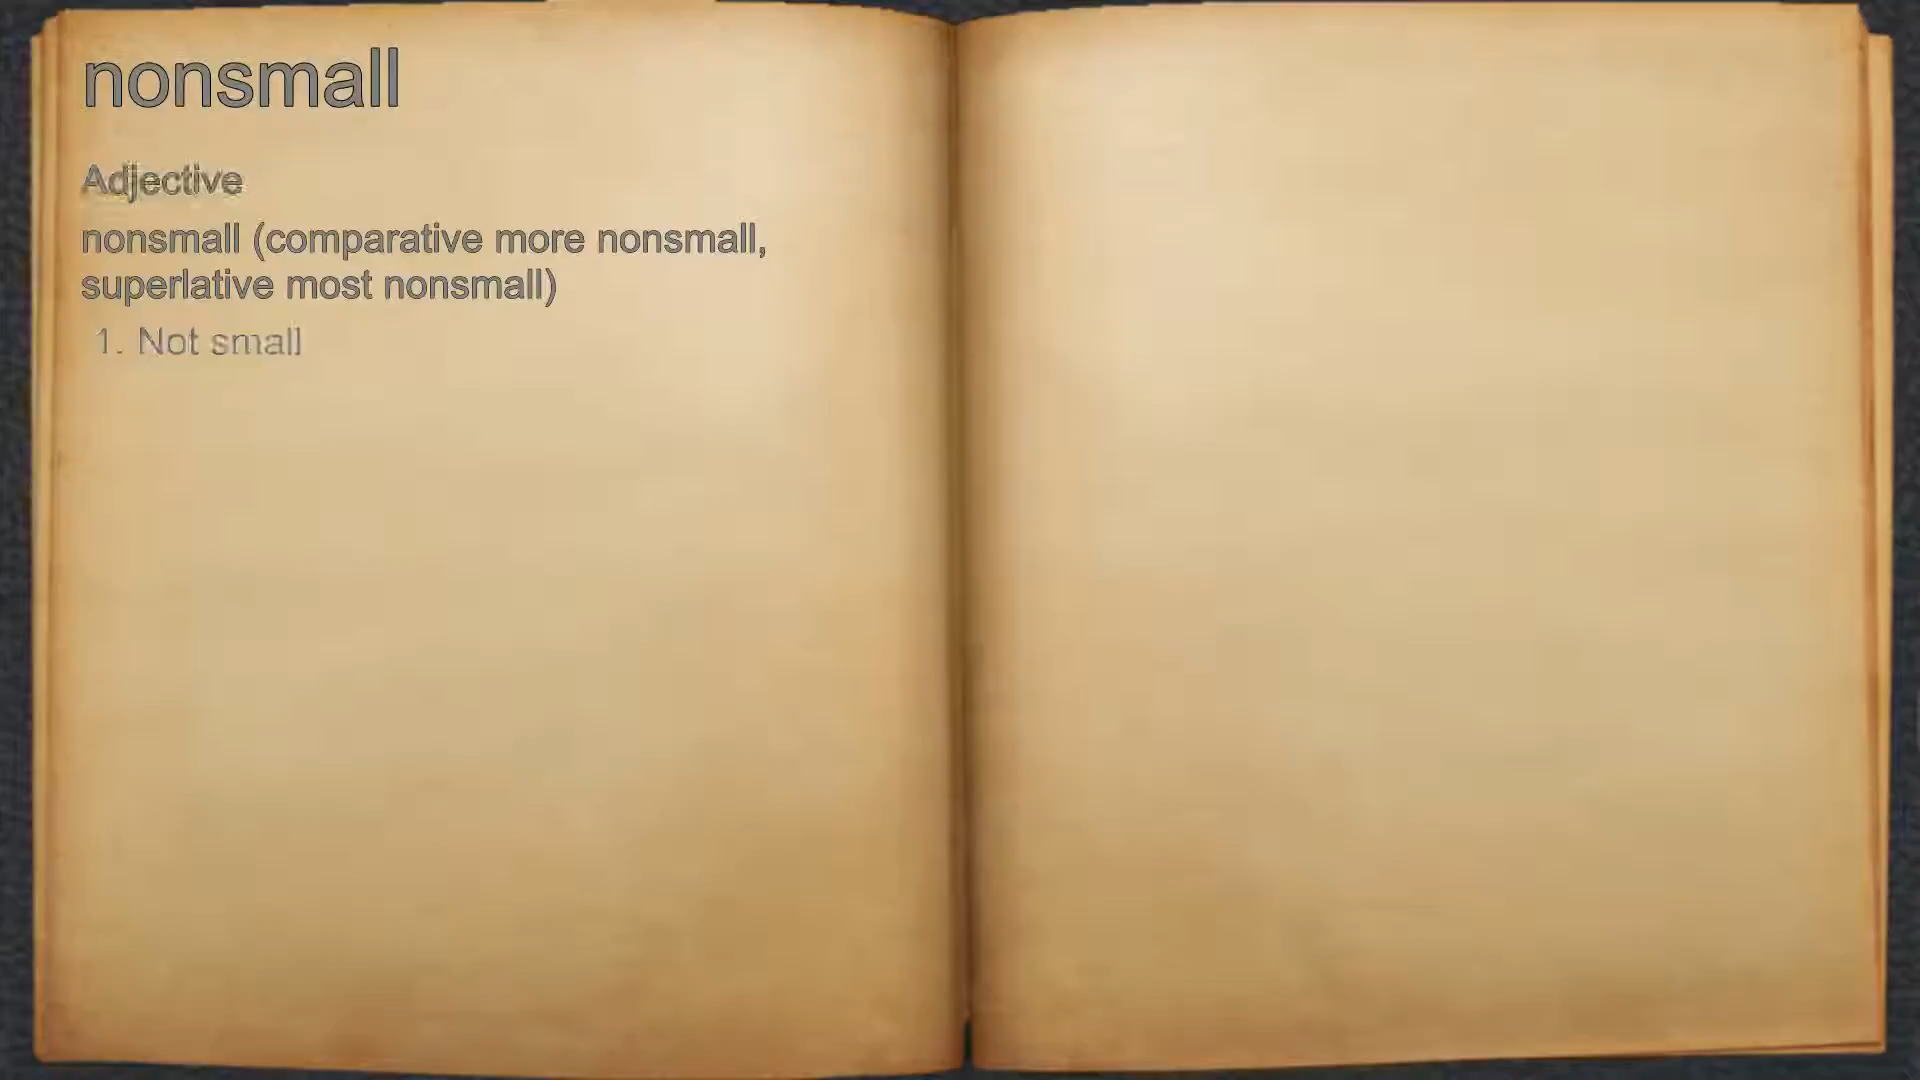 nonsmall
Adjective
nonsmall (comparative more nonsmall,
superlative most nonsmall)
1. Not small